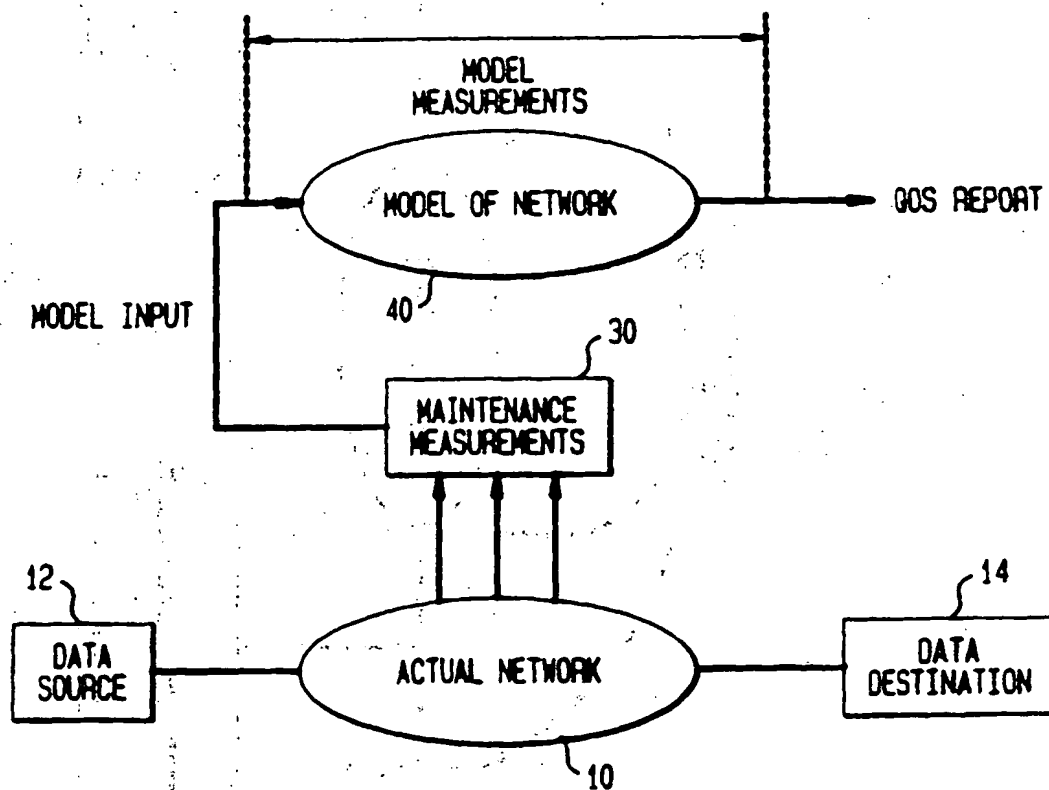 MODEL
MEASUREMENTS
MODEL OF NETWORK
QOS REPORT
40
MODEL INPUT
30
MAINTENANCE
MEASUREMENTS
12
14
DATA
SOURCE
ACTUAL NETWORK
DATA
DESTINATION
10